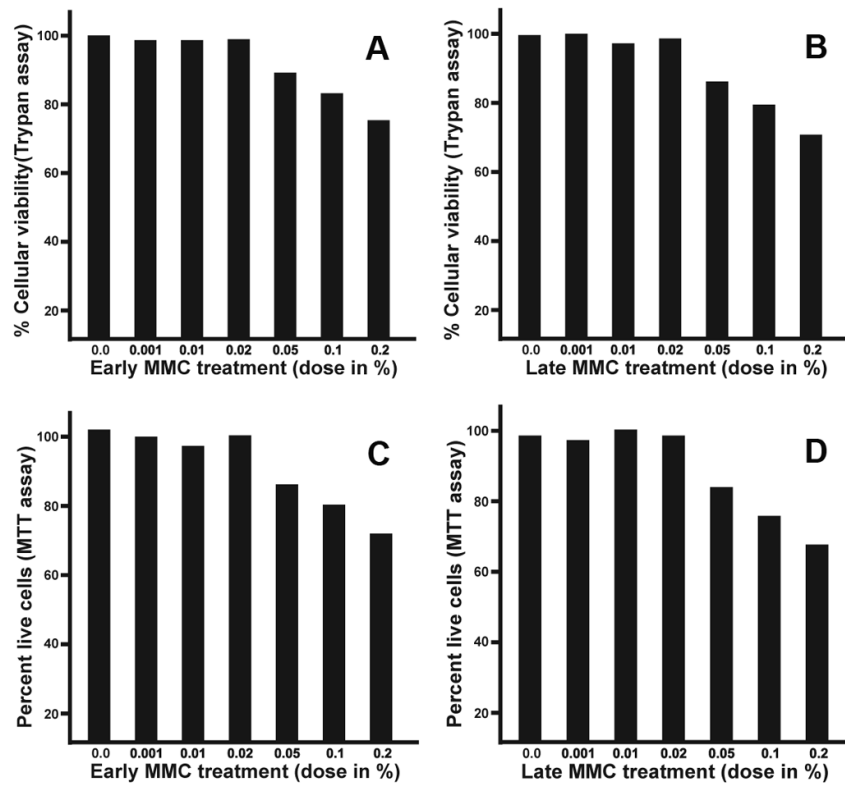 A
% Cellular viability(Trypan assay)
100
80
60
40
20
0.0 0.001 0.01 0.02 0.05 0.1 0.2
Early MMC treatment (dose in %)
B
% Cellular viability (Trypan assay)
100
80
60
40
20
0.0 0.001 0.01 0.02 0.05 0.1 0.2
Late MMC treatment (dose in %)
C
Percent live cells (MTT assay)
100
80
60
40
20
0.0 0.001 0.01 0.02 0.05 0.1 0.2
Early MMC treatment (dose in %)
D
Percent live cells (MTT assay)
100
80
60
40
20
0.0 0.001 0.01 0.02 0.05 0.1 0.2
Late MMC treatment (dose in %)